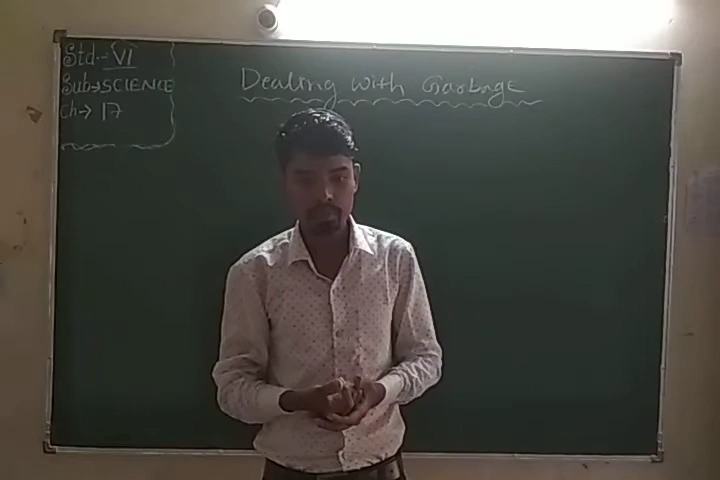 Std-- VI
Sub→SCIENCE
Ch→ 17
Dealing with Garbage